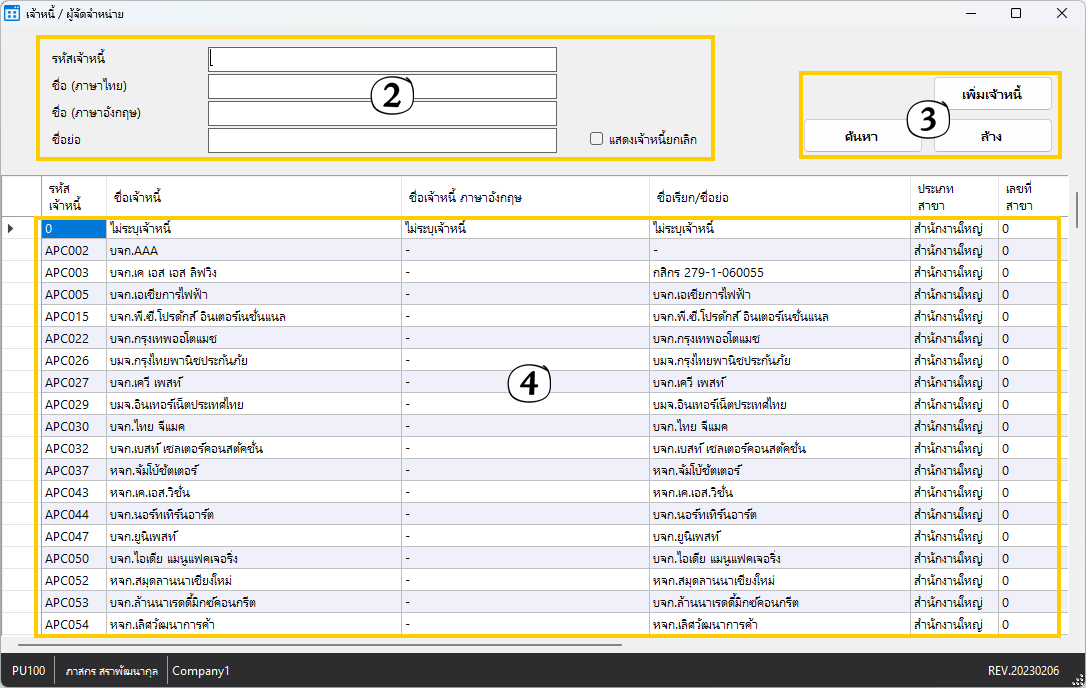 เจ้าหนี้ / ผู้จัดจำหน่าย
รหัสเจ้าหนี้
ชื่อ (ภาษาไทย)
ชื่อ (ภาษาอังกฤษ)
ชื่อย่อ
แสดงเจ้าหนี้ยกเลิก
2
เพิ่มเจ้าหนี้
ค้นหา 3 ล้าง
รหัสเจ้าหนี้ ชื่อเจ้าหนี้ ชื่อเจ้าหนี้ ภาษาอังกฤษ ชื่อเรียก/ชื่อย่อ ประเภทสาขา เลขที่สาขา
0 ไม่ระบุเจ้าหนี้ ไม่ระบุเจ้าหนี้ ไม่ระบุเจ้าหนี้ สำนักงานใหญ่ 0
APC002 บจก.AAA - - สำนักงานใหญ่ 0
APC003 บจก.เค เอส เอส ลิฟวิง - กสิกร 279-1-060055 สำนักงานใหญ่ 0
APC005 บจก.เอเชียการไฟฟ้า - บจก.เอเชียการไฟฟ้า สำนักงานใหญ่ 0
APC015 บจก.พี.ซี.โปรดักส์ อินเตอร์เนชั่นแนล - บจก.พี.ซี.โปรดักส์ อินเตอร์เนชั่นแนล สำนักงานใหญ่ 0
APC022 บจก.กรุงเทพออโตแมช - บจก.กรุงเทพออโตแมช สำนักงานใหญ่ 0
APC026 บมจ.กรุงไทยพานิชประกันภัย - บมจ.กรุงไทยพานิชประกันภัย สำนักงานใหญ่ 0
APC027 บจก.เควี เพสท์ - บจก.เควี เพสท์ สำนักงานใหญ่ 0
4
APC029 บมจ.อินเทอร์เน็ตประเทศไทย - บมจ.อินเทอร์เน็ตประเทศไทย สำนักงานใหญ่ 0
APC030 บจก.ไทย จีแมค - บจก.ไทย จีแมค สำนักงานใหญ่ 0
APC032 บจก.เบสท์ เซลเตอร์คอนสตัคชั่น - บจก.เบสท์ เซลเตอร์คอนสตัคชั่น สำนักงานใหญ่ 0
APC037 หจก.จัมโบ้ชัตเตอร์ - หจก.จัมโบ้ชัตเตอร์ สำนักงานใหญ่ 0
APC043 หจก.เค.เอส.วิชั่น - หจก.เค.เอส.วิชั่น สำนักงานใหญ่ 0
APC044 บจก.นอร์ทเทิร์นอาร์ต - บจก.นอร์ทเทิร์นอาร์ต สำนักงานใหญ่ 0
APC047 บจก.ยูนิเพสท์ - บจก.ยูนิเพสท์ สำนักงานใหญ่ 0
APC050 บจก.ไอเดีย แมนูแฟคเจอริ่ง - บจก.ไอเดีย แมนูแฟคเจอริ่ง สำนักงานใหญ่ 0
APC052 หจก.สมุดลานนาเชียงใหม่ - หจก.สมุดลานนาเชียงใหม่ สำนักงานใหญ่ 0
APC053 บจก.ล้านนาเรดดี้มิกซ์คอนกรีต - บจก.ล้านนาเรดดี้มิกซ์คอนกรีต สำนักงานใหญ่ 0
APC054 หจก.เลิศวัฒนาการค้า - หจก.เลิศวัฒนาการค้า สำนักงานใหญ่ 0
PU100 ภาสกร สราพัฒนากุล Company1 REV.20230206